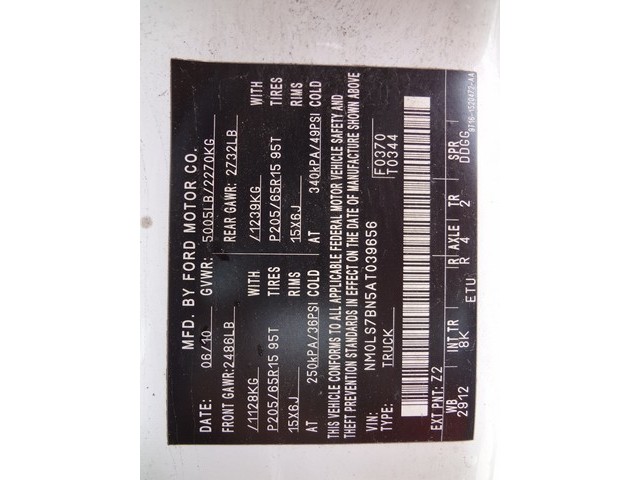 MFD. BY FORD MOTOR CO.
DATE: 06/10 GVWR: 5005LB/2270KG
FRONT GAWR:2486LB REAR GAWR: 2732LB
/1128KG WITH /1239KG WITH
P205/65R15 95T TIRES P205/65R15 95T TIRES
15X6J RIMS 15X6J RIMS
AT 250kPA/36PSI COLD AT 340kPA/49PSI COLD
THIS VEHICLE CONFORMS TO ALL APPLICABLE FEDERAL MOTOR VEHICLE SAFETY AND
THEFT PREVENTION STANDARDS IN EFFECT ON THE DATE OF MANUFACTURE SHOWN ABOVE
VIN: NM0LS7BN5AT039656 F0370
TYPE: TRUCK T0344
EXT PNT: Z2
WB INT TR R AXLE TR SPR
2912 8K ETU R 4 2 DDGG